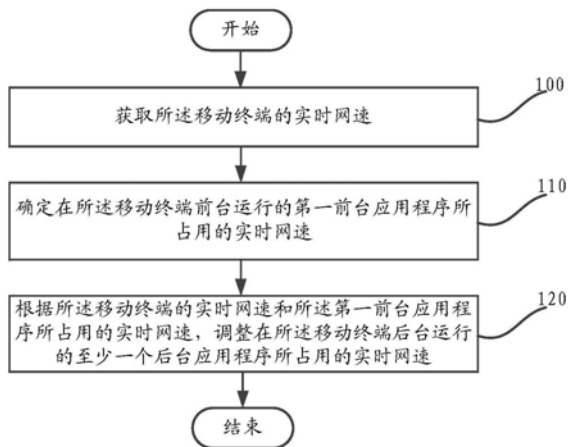 开始
获取所述移动终端的实时网速
100
确定在所述移动终端前台运行的第一前台应用程序所
占用的实时网速
110
根据所述移动终端的实时网速和所述第一前台应用程
序所占用的实时网速，调整在所述移动终端后台运行
的至少一个后台应用程序所占用的实时网速
120
结束